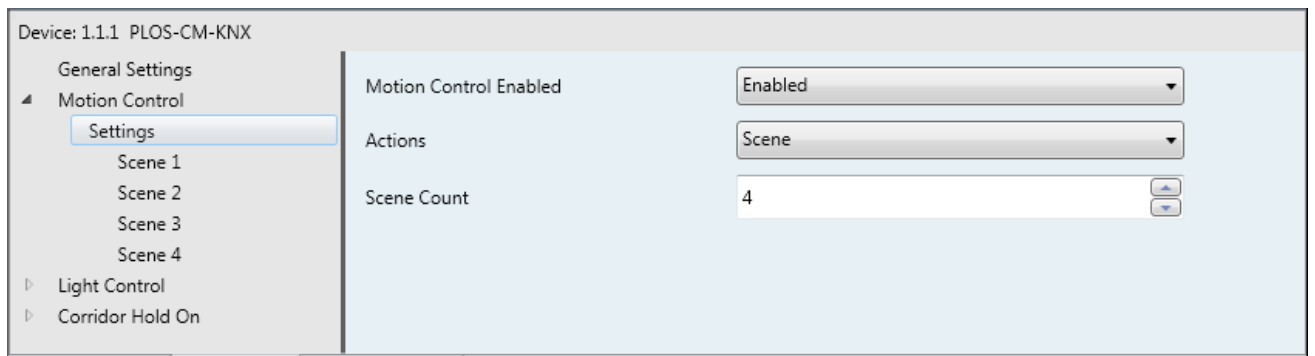 Device: 1.1.1 PLOS-CM-KNX
General Settings
Motion Control
Settings
Scene 1
Scene 2
Scene 3
Scene 4
Light Control
Corridor Hold On
Motion Control Enabled Enabled
Actions Scene
Scene Count 4